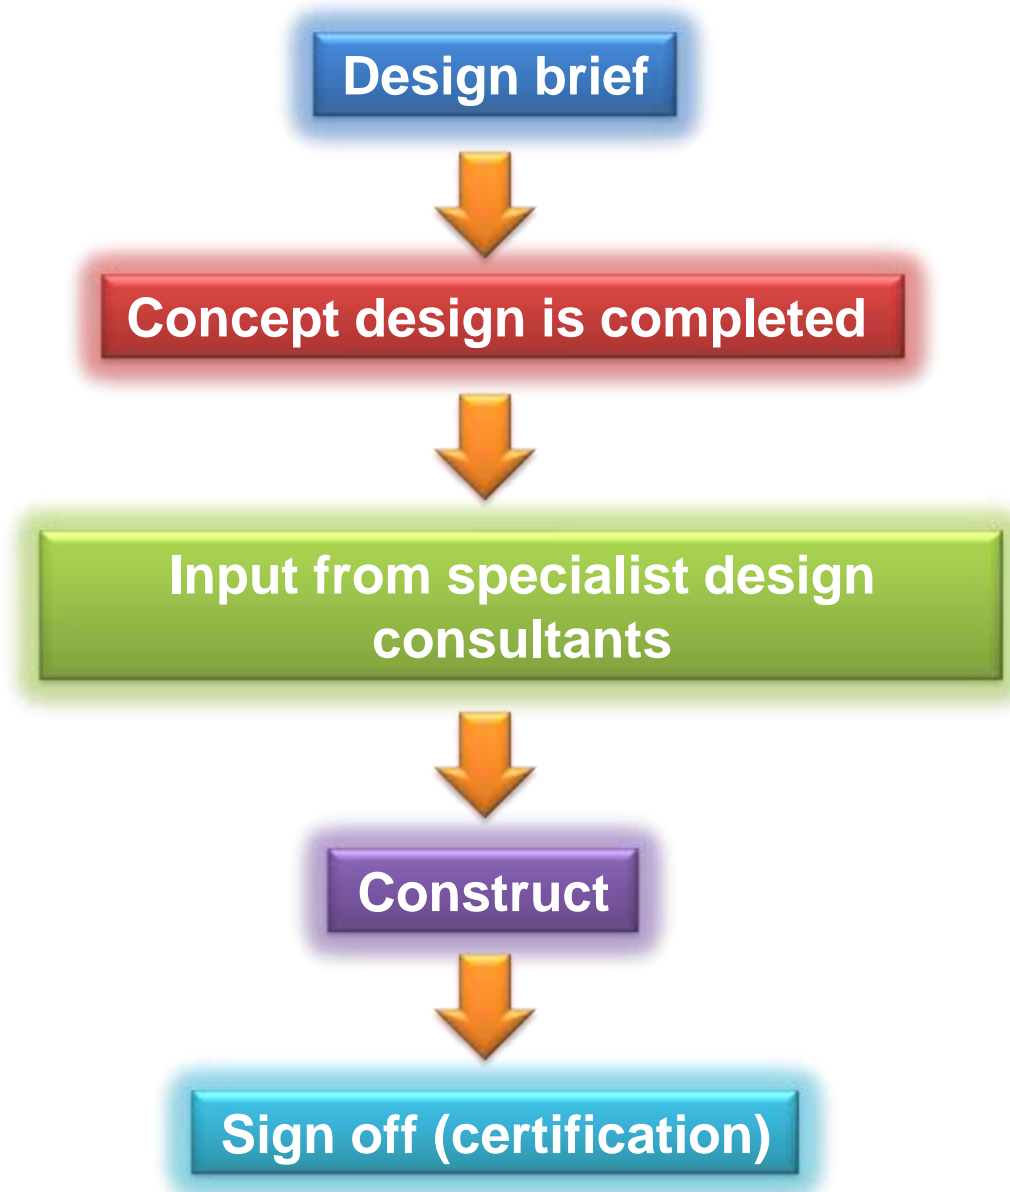 Design brief
Concept design is completed
Input from specialist design
consultants
Construct
Sign off (certification)